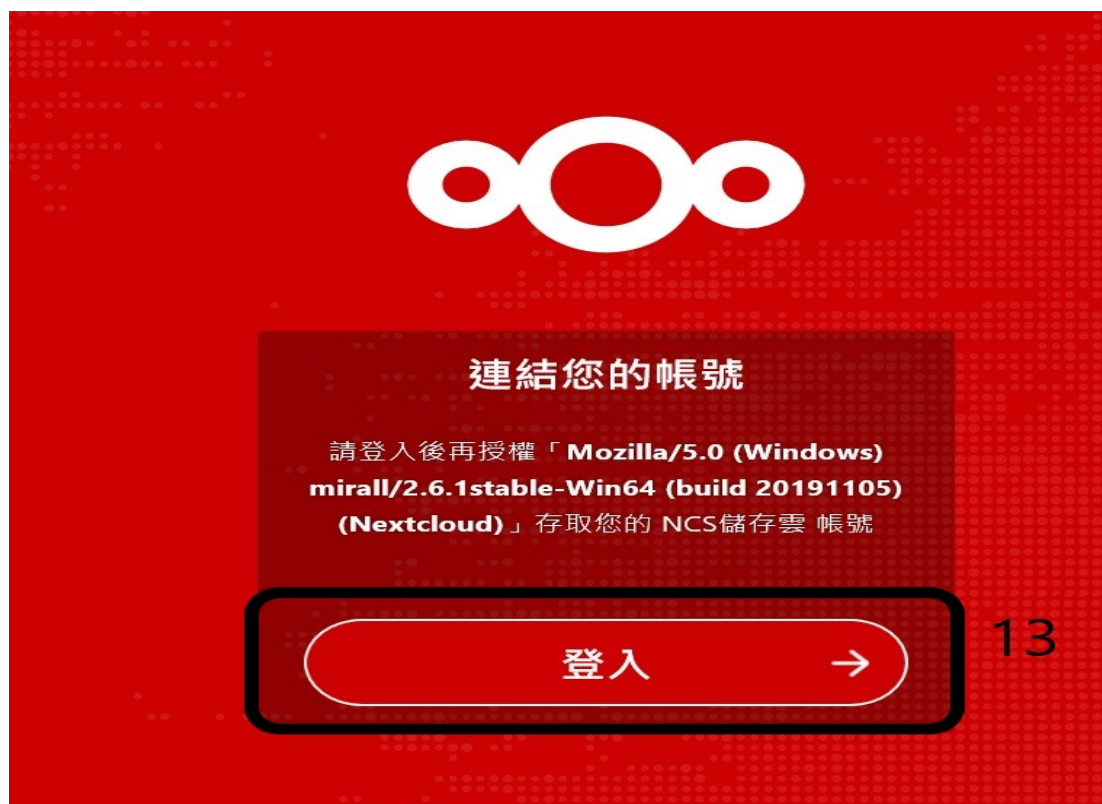 連結您的帳號
請登入後再授權「Mozilla/5.0 (Windows)
mirall/2.6.1stable-Win64 (build 20191105)
(Nextcloud)」存取您的 NCS儲存雲 帳號
登入 →
13